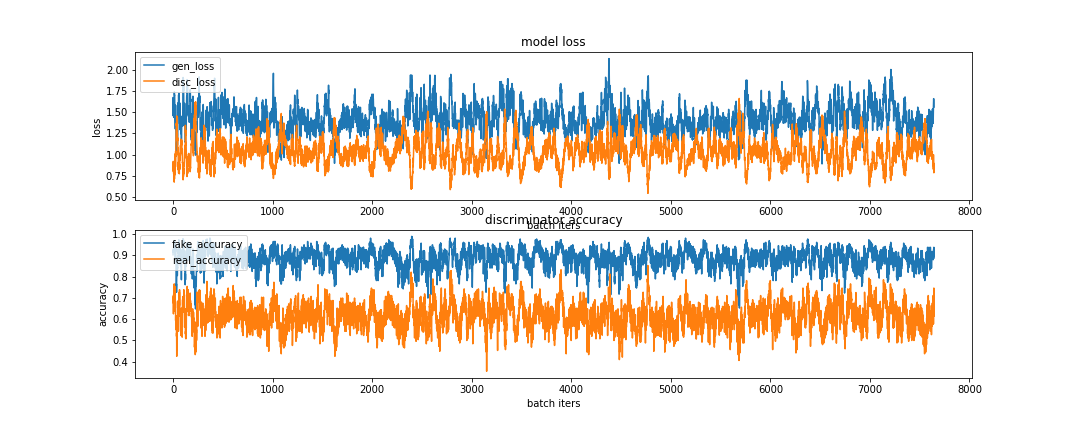 model loss
gen_loss
disc_loss
loss
2.00
1.75
1.50
1.25
1.00
0.75
0.50
0 1000 2000 3000 4000 5000 6000 7000 8000
batch iters
discriminator accuracy
fake_accuracy
real_accuracy
accuracy
1.0
0.9
0.8
0.7
0.6
0.5
0.4
0 1000 2000 3000 4000 5000 6000 7000 8000
batch iters